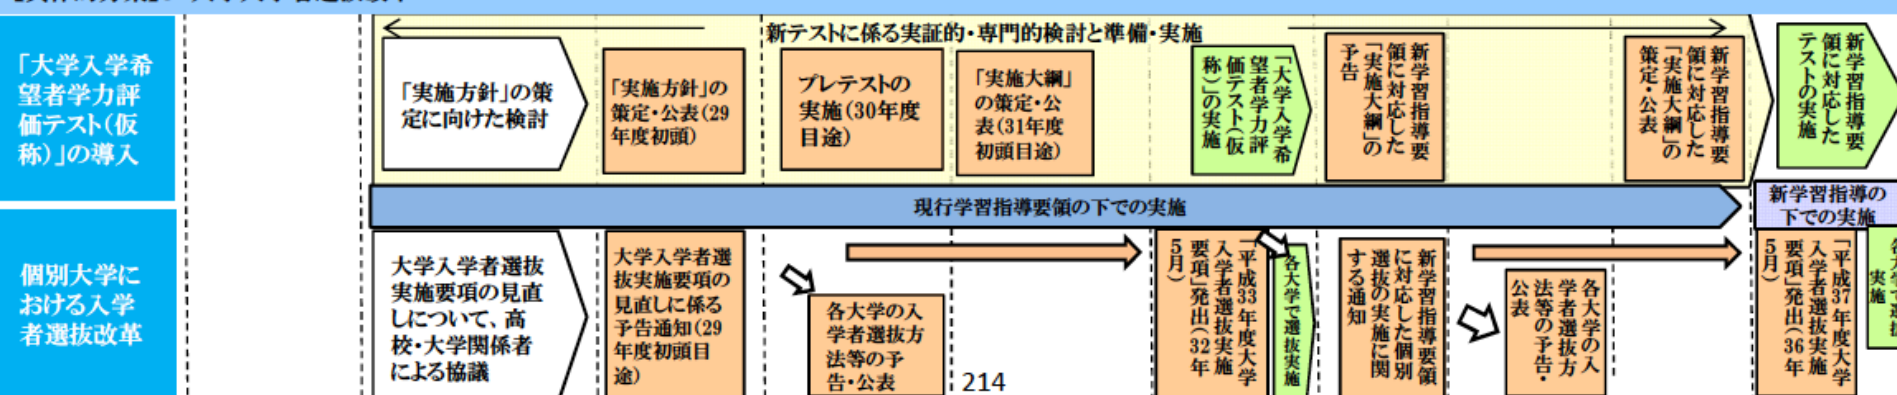 「大学入学希
望者学力評
価テスト(仮
称)」の導入
新テストに係る実証的・専門的検討と準備・実施
「実施方針」の策
定に向けた検討
「実施方針」の
策定・公表(29
年度初頭)
プレテストの
実施(30年度
目途)
「実施大綱」
の策定・公
表(31年度
初頭目途)
「大学入学希
望者学力評
価テスト(仮
称)」の実施
新学習指導要
領に対応した
「実施大綱」の
予告
新学習指導要
領に対応した
「実施大綱」の
策定・公表
新学習指導要
領に対応した
テストの実施
現行学習指導要領の下での実施
新学習指導の
下での実施
個別大学に
おける入学
者選抜改革
大学入学者選抜
実施要項の見直
しについて、高
校・大学関係者
による協議
大学入学者選
抜実施要項の
見直しに係る
予告通知(29
年度初頭目
途)
各大学の入
学者選抜方
法等の予
告・公表
「平成33年度大学
入学者選抜実施
要項」発出(32年
5月)
各大学で選抜実施
新学習指導要領
に対応した個別
選抜の実施に関
する通知
各大学の入
学者選抜方
法等の予告・
公表
「平成37年度大学
入学者選抜実施
要項」発出(36年
5月)
実施
214